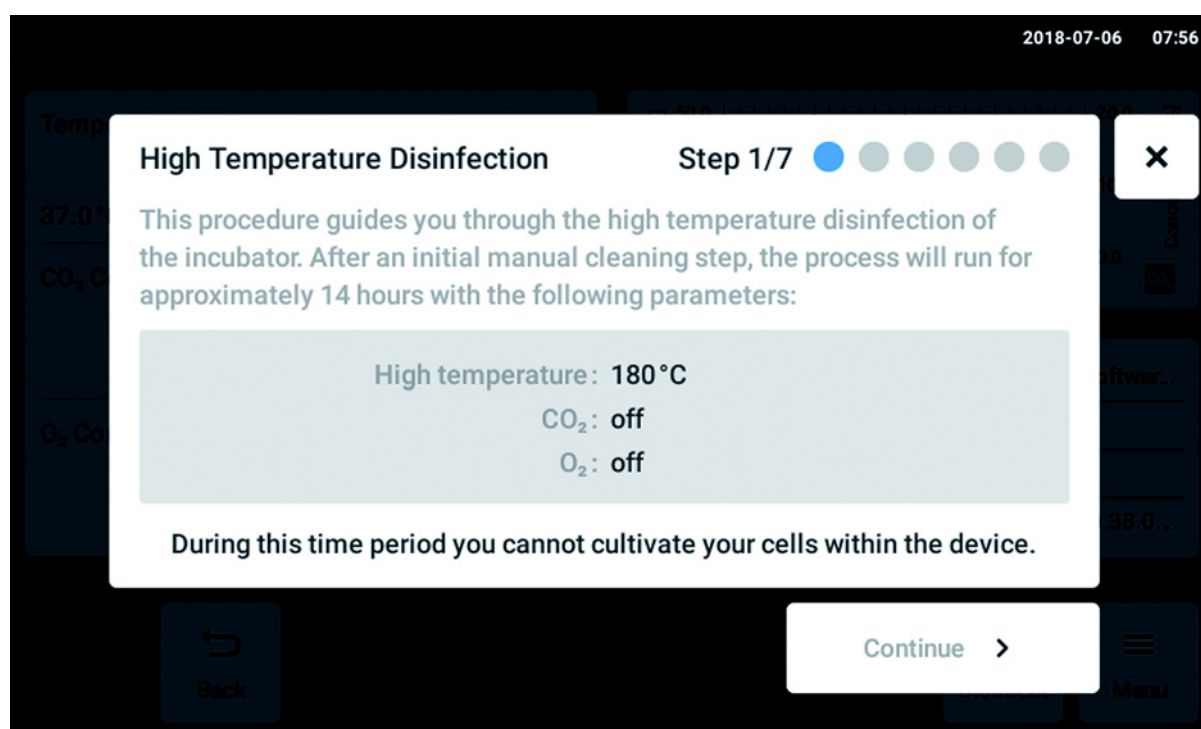 2018-07-06 07:56
High Temperature Disinfection Step 1/7
This procedure guides you through the high temperature disinfection of
the incubator. After an initial manual cleaning step, the process will run for
approximately 14 hours with the following parameters:
High temperature: 180°C
CO₂: off
O₂: off
During this time period you cannot cultivate your cells within the device.
Continue
Back
Menu